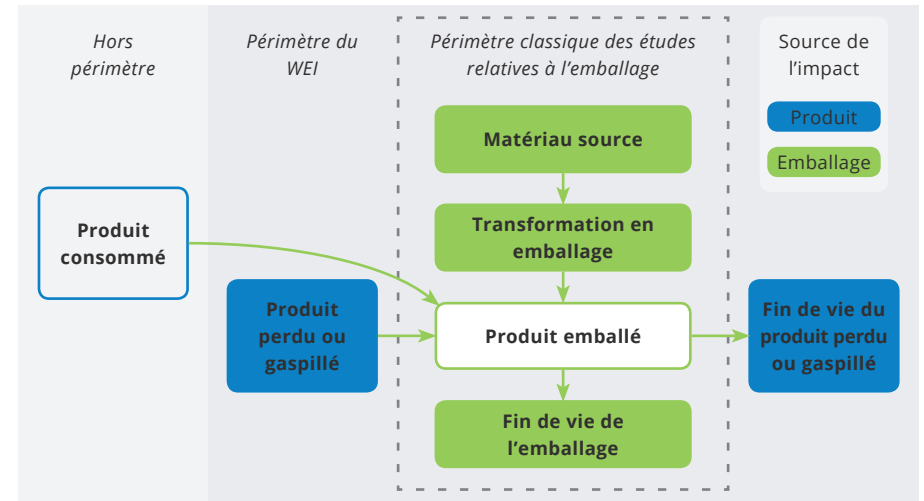 Hors
périmètre
Périmètre du
WEI
Périmètre classique des études
relatives à l’emballage
Source de
l’impact
Produit
Emballage
Matériau source
Transformation en
emballage
Produit
consommé
Produit
perdu ou
gaspillé
Produit emballé
Fin de vie du
produit perdu
ou gaspillé
Fin de vie de
l’emballage